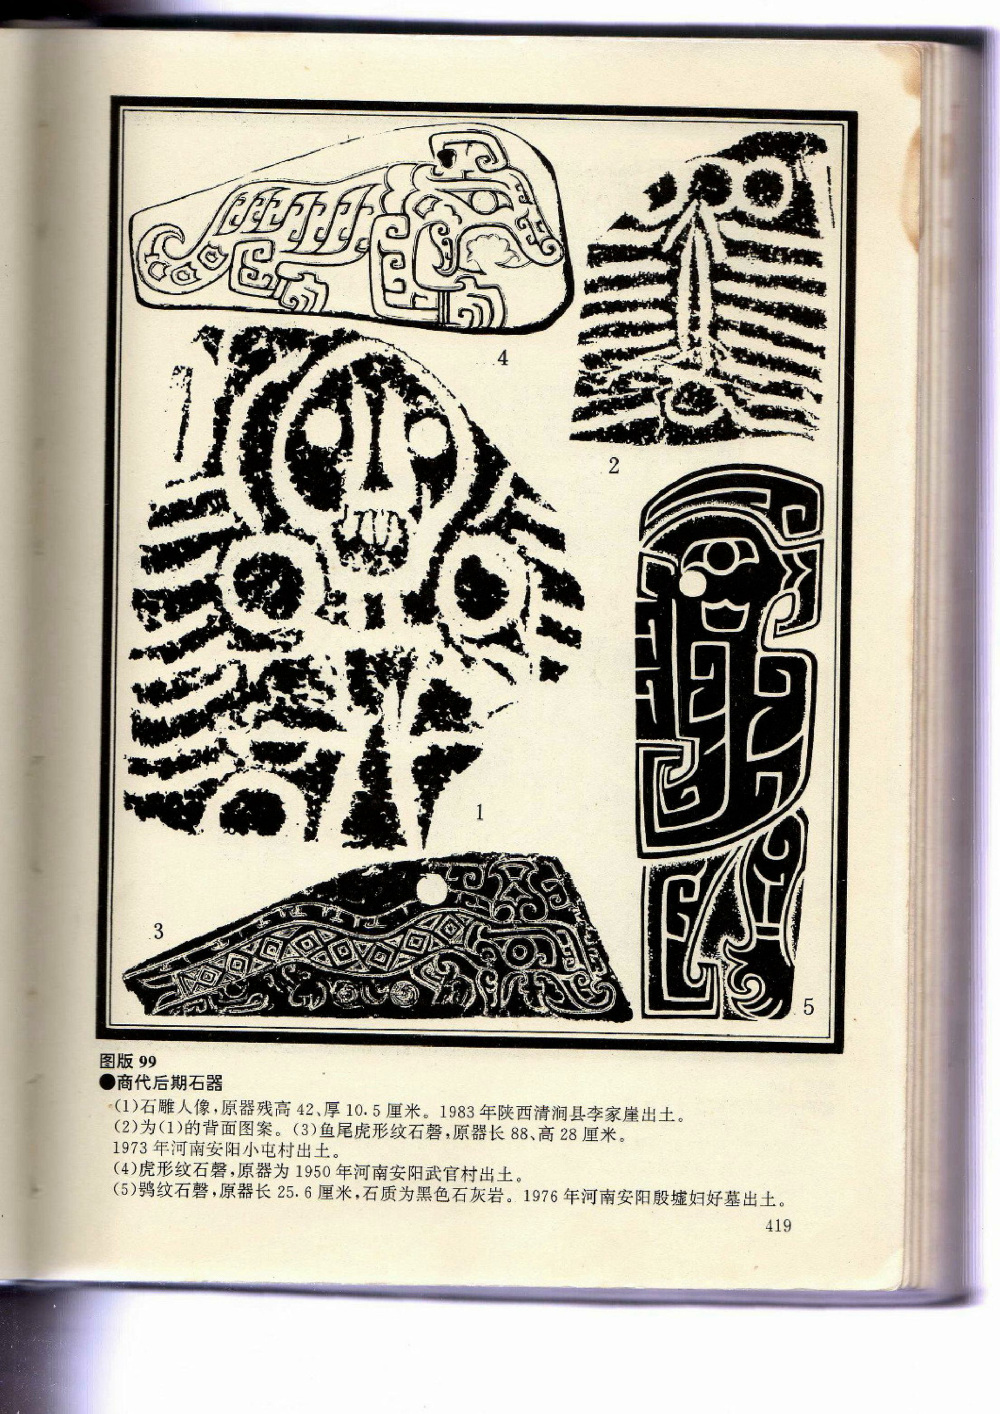 4
2
1
3
5
图版 99
●商代后期石器
(1)石雕人像,原器残高 42、厚 10.5 厘米。1983 年陕西清涧县李家崖出土。
(2)为(1)的背面图案。(3)鱼尾虎形纹石磬,原器长 88、高 28 厘米。
1973 年河南安阳小屯村出土。
(4)虎形纹石磬,原器为 1950 年河南安阳武官村出土。
(5)鸮纹石磬,原器长 25.6 厘米,石质为黑色石灰岩。1976 年河南安阳殷墟妇好墓出土。
419